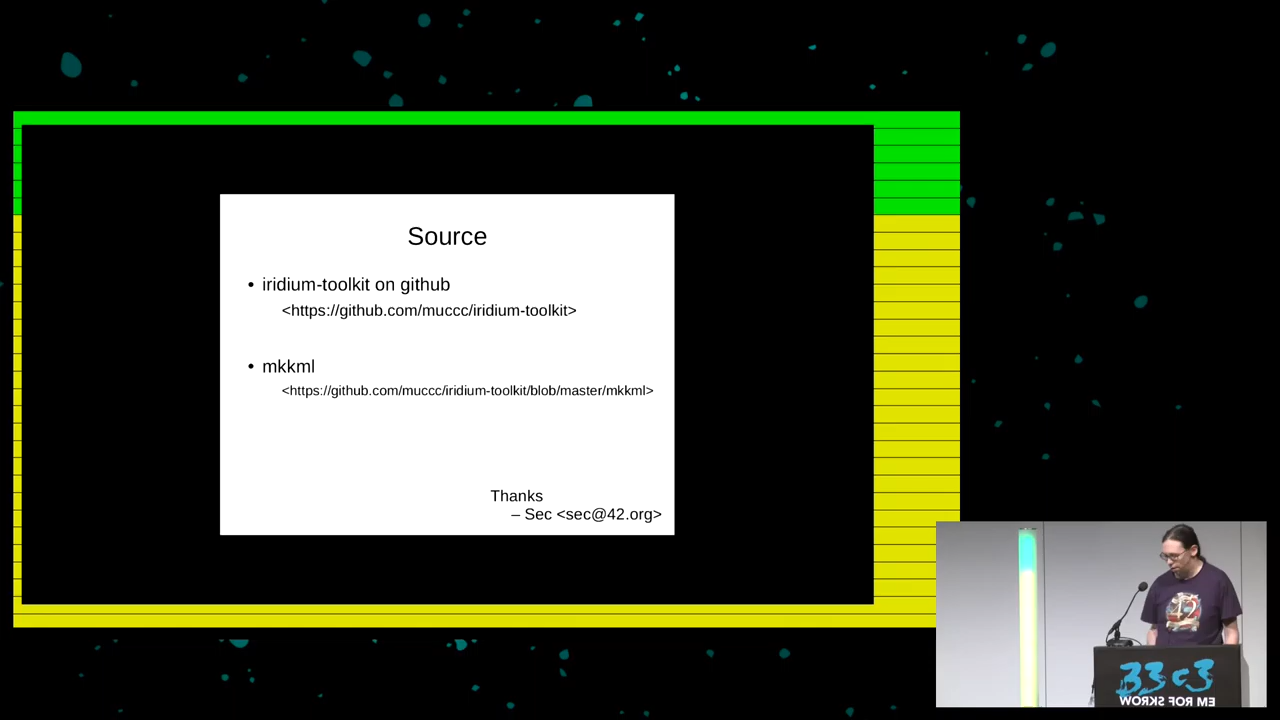 Source
• iridium-toolkit on github
<https://github.com/muccc/iridium-toolkit>
• mkkml
<https://github.com/muccc/iridium-toolkit/blob/master/mkkml>
Thanks
– Sec <sec@42.org>
42
33c3
WORKS FOR ME